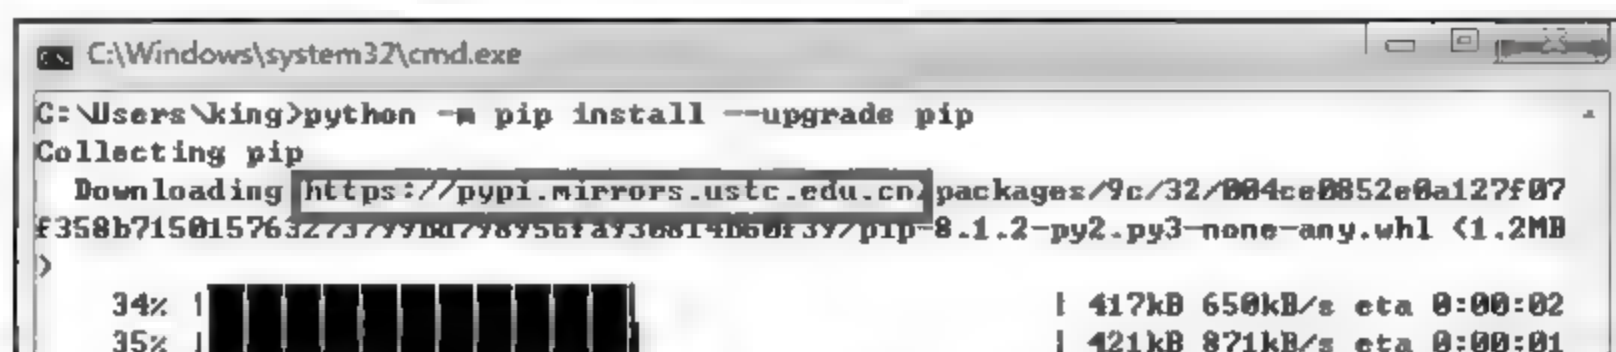 C:\Windows\system32\cmd.exe
C:\Users\king>python -m pip install --upgrade pip
Collecting pip
Downloading https://pypi.mirrors.ustc.edu.cn/packages/9c/32/004ce0852e0a127f07
-8.1.2-py2.py3-none-any.whl (1.2MB
)
34% | | 417kB 650kB/s eta 0:00:02
35% | | 421kB 871kB/s eta 0:00:01